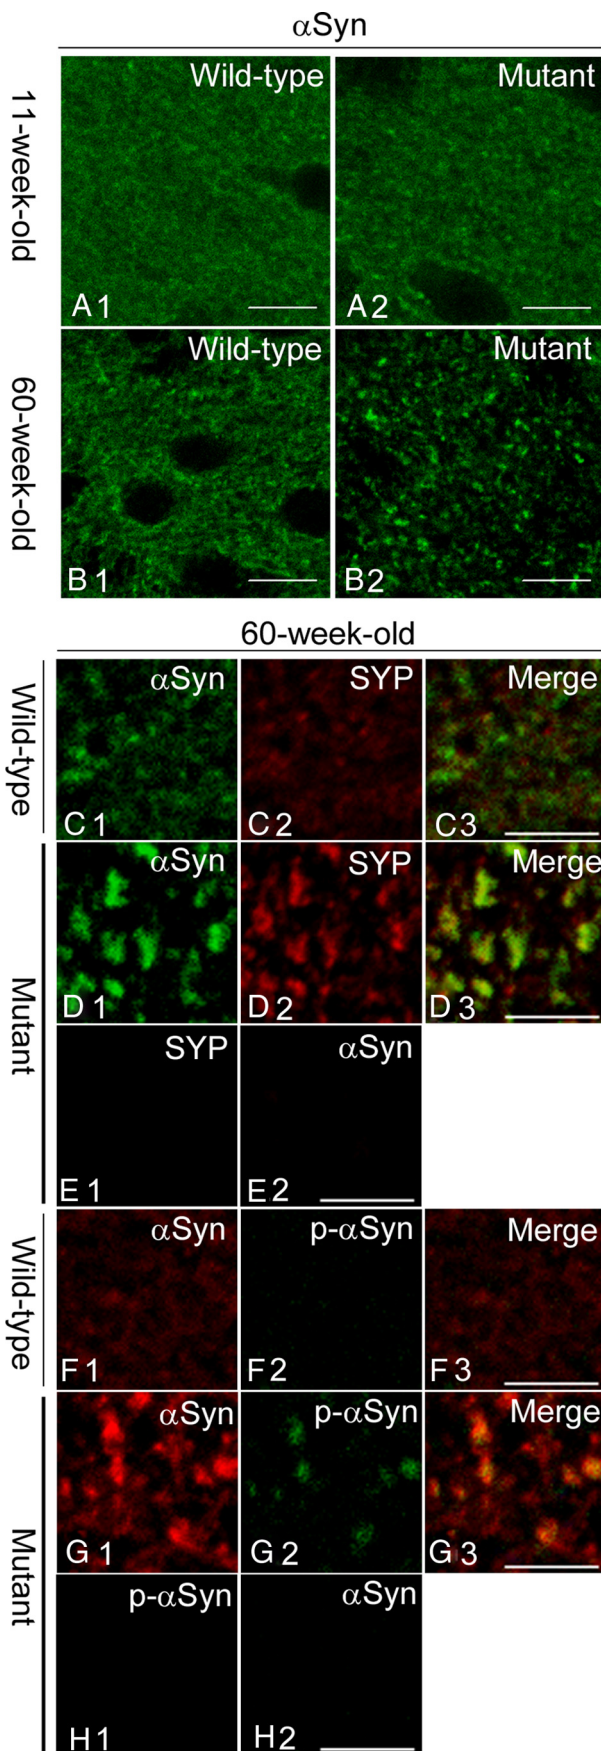 αSyn
11-week-old
Wild-type
Mutant
A1
A2
60-week-old
Wild-type
Mutant
B1
B2
60-week-old
Wild-type
αSyn
SYP
Merge
C1
C2
C3
Mutant
αSyn
SYP
Merge
D1
D2
D3
SYP
αSyn
E1
E2
Wild-type
αSyn
p-αSyn
Merge
F1
F2
F3
Mutant
αSyn
p-αSyn
Merge
G1
G2
G3
p-αSyn
αSyn
H1
H2